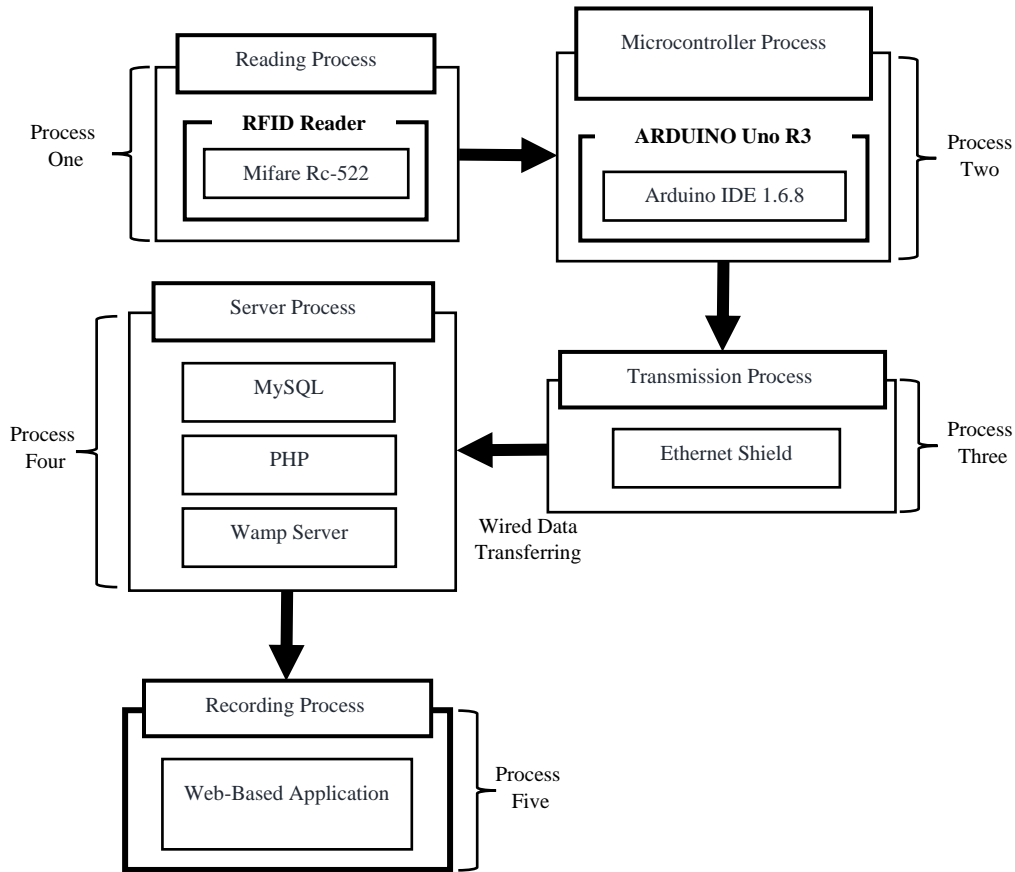 Process
One
Reading Process
RFID Reader
Mifare Rc-522
Microcontroller Process
ARDUINO Uno R3
Arduino IDE 1.6.8
Process
Two
Transmission Process
Ethernet Shield
Process
Three
Wired Data
Transferring
Process
Four
Server Process
MySQL
PHP
Wamp Server
Recording Process
Web-Based Application
Process
Five